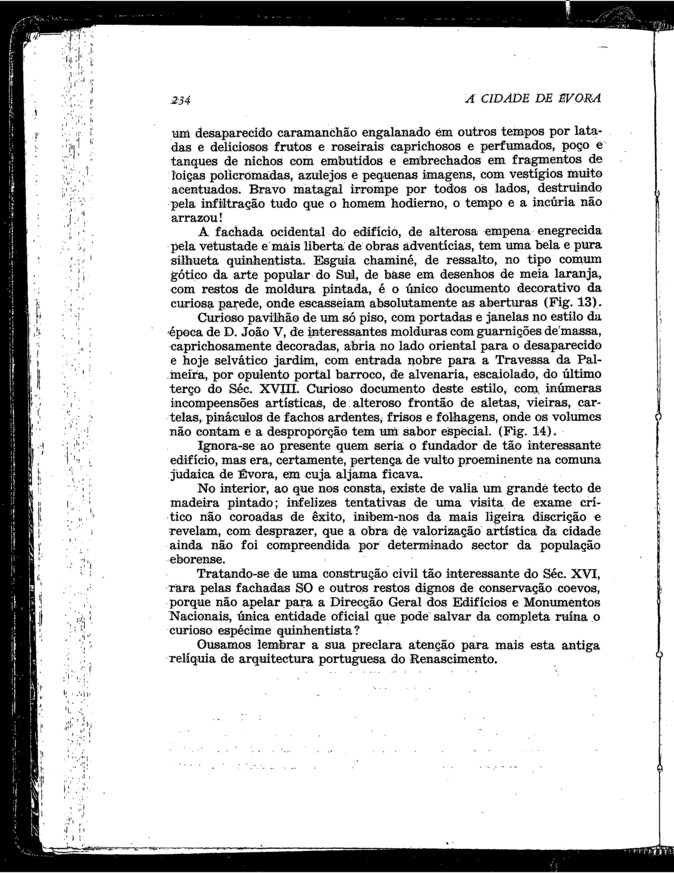 234
A CIDADE DE ÉVORA
um desaparecido caramanchão engalanado em outros tempos por lata-
das e deliciosos frutos e roseirais caprichosos e perfumados, poço e
tanques de nichos com embutidos e embrechados em fragmentos de
loiças policromadas, azulejos e pequenas imagens, com vestígios muito
acentuados. Bravo matagal irrompe por todos os lados, destruindo
pela infiltração tudo que o homem hodierno, o tempo e a incúria não
arrazou!
A fachada ocidental do edifício, de alterosa empena enegrecida
pela vetustade e mais liberta de obras adventícias, tem uma bela e pura
silhueta quinhentista. Esguia chaminé, de ressalto, no tipo comum
gótico da arte popular do Sul, de base em desenhos de meia laranja,
com restos de moldura pintada, é o único documento decorativo da
curiosa parede, onde escasseiam absolutamente as aberturas (Fig. 13).
Curioso pavilhão de um só piso, com portadas e janelas no estilo da
época de D. João V, de interessantes molduras com guarnições de massa,
caprichosamente decoradas, abria no lado oriental para o desaparecido
e hoje selvático jardim, com entrada nobre para a Travessa da Pal-
meira, por opulento portal barroco, de alvenaria, escaiolado, do último
terço do Séc. XVIII. Curioso documento deste estilo, com inúmeras
incompeensões artísticas, de alteroso frontão de aletas, vieiras, car-
telas, pináculos de fachos ardentes, frisos e folhagens, onde os volumes
não contam e a desproporção tem um sabor especial. (Fig. 14).
Ignora-se ao presente quem seria o fundador de tão interessante
edifício, mas era, certamente, pertença de vulto proeminente na comuna
judaica de Évora, em cuja aljama ficava.
No interior, ao que nos consta, existe de valia um grande tecto de
madeira pintado; infelizes tentativas de uma visita de exame crí-
tico não coroadas de êxito, inibem-nos da mais ligeira discrição e
revelam, com desprazer, que a obra de valorização artística da cidade
ainda não foi compreendida por determinado sector da população
eborense.
Tratando-se de uma construção civil tão interessante do Séc. XVI,
rara pelas fachadas SO e outros restos dignos de conservação coevos,
porque não apelar para a Direcção Geral dos Edifícios e Monumentos
Nacionais, única entidade oficial que pode salvar da completa ruína o
curioso espécime quinhentista?
Ousamos lembrar a sua preclara atenção para mais esta antiga
relíquia de arquitectura portuguesa do Renascimento.